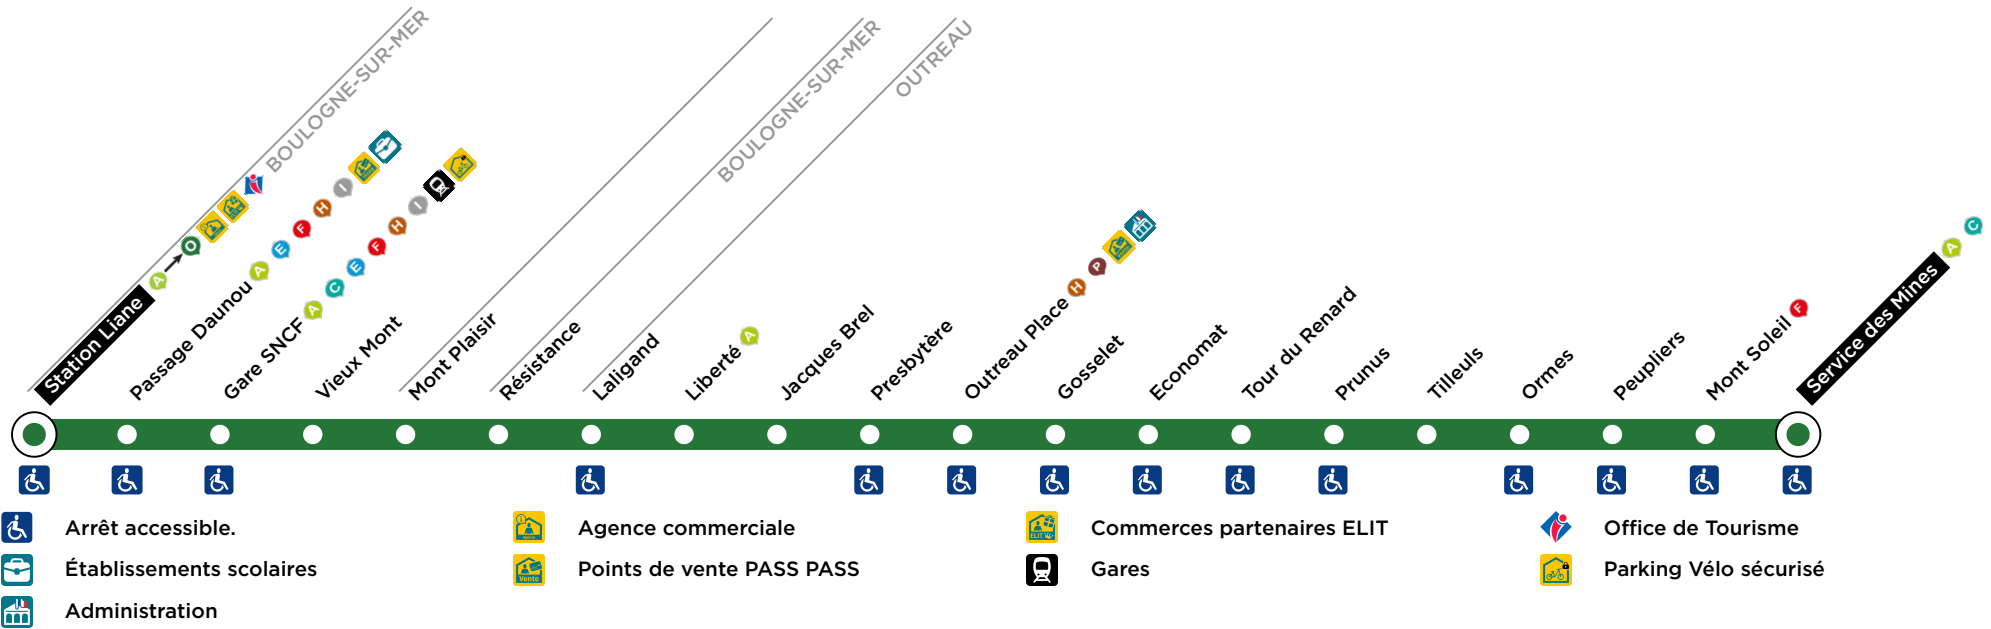 BOULOGNE-SUR-MER
BOULOGNE-SUR-MER
OUTREAU
Station Liane A O
Passage Daunou A E F H I
Gare SNCF A C E F H I
Vieux Mont
Mont Plaisir
Résistance
Laligand
Liberté A
Jacques Brel
Presbytère
Outreau Place H P
Gosselet
Economat
Tour du Renard
Prunus
Tilleuls
Ormes
Peupliers
Mont Soleil F
Service des Mines A C
Arrêt accessible.
Agence commerciale
ELIT
Commerces partenaires ELIT
Office de Tourisme
Établissements scolaires
Vente
Points de vente PASS PASS
Gares
Parking Vélo sécurisé
Administration